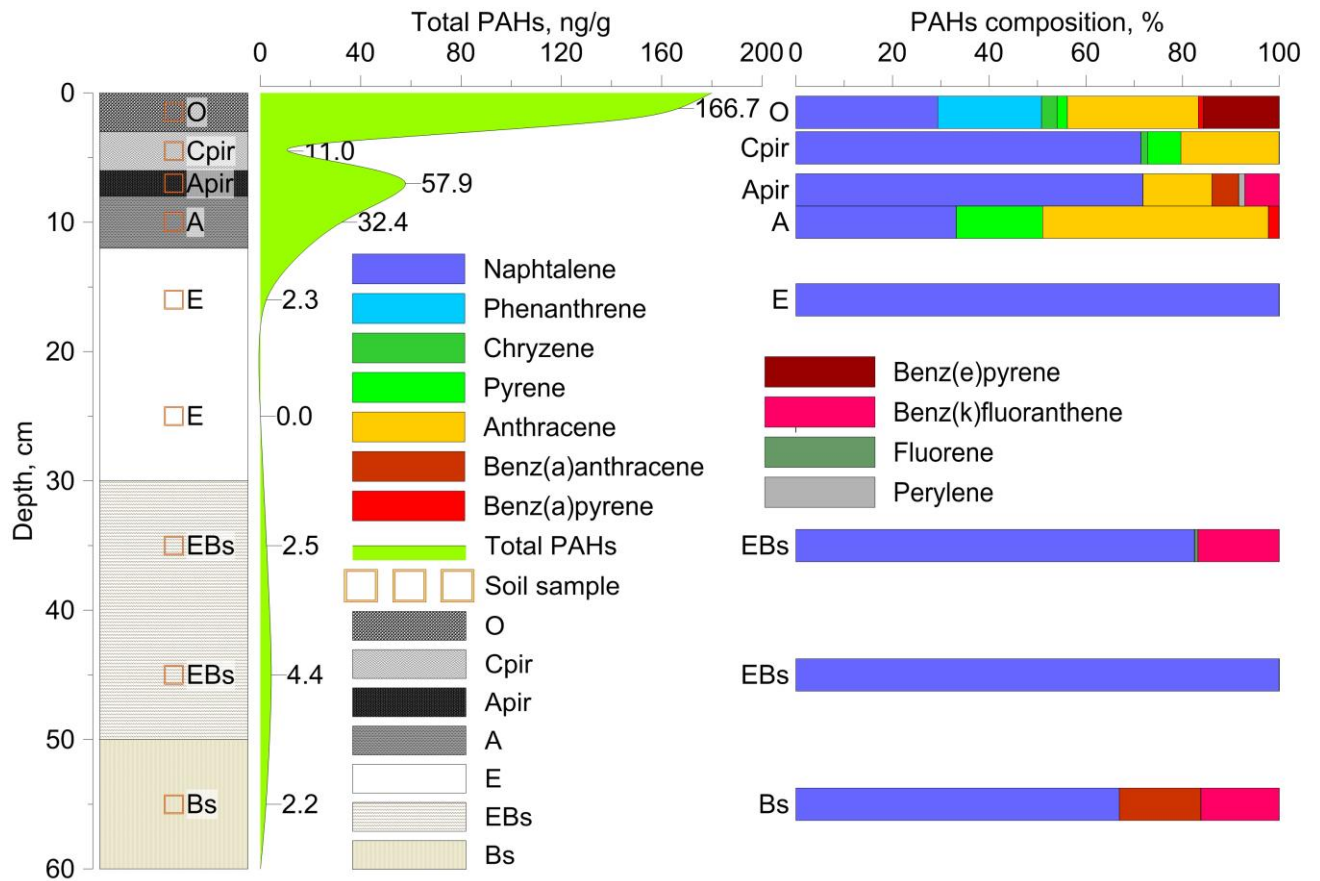 Total PAHs, ng/g
PAHs composition, %
0 40 80 120 160 200
0 20 40 60 80 100
Depth, cm
0
10
20
30
40
50
60
O
Cpir
Apir
A
E
E
EBs
EBs
Bs
166.7
11.0
57.9
32.4
2.3
0.0
2.5
4.4
2.2
Naphtalene
Phenanthrene
Chryzene
Pyrene
Anthracene
Benz(a)anthracene
Benz(a)pyrene
Total PAHs
Soil sample
O
Cpir
Apir
A
E
EBs
Bs
O
Cpir
Apir
A
E
Benz(e)pyrene
Benz(k)fluoranthene
Fluorene
Perylene
EBs
EBs
Bs